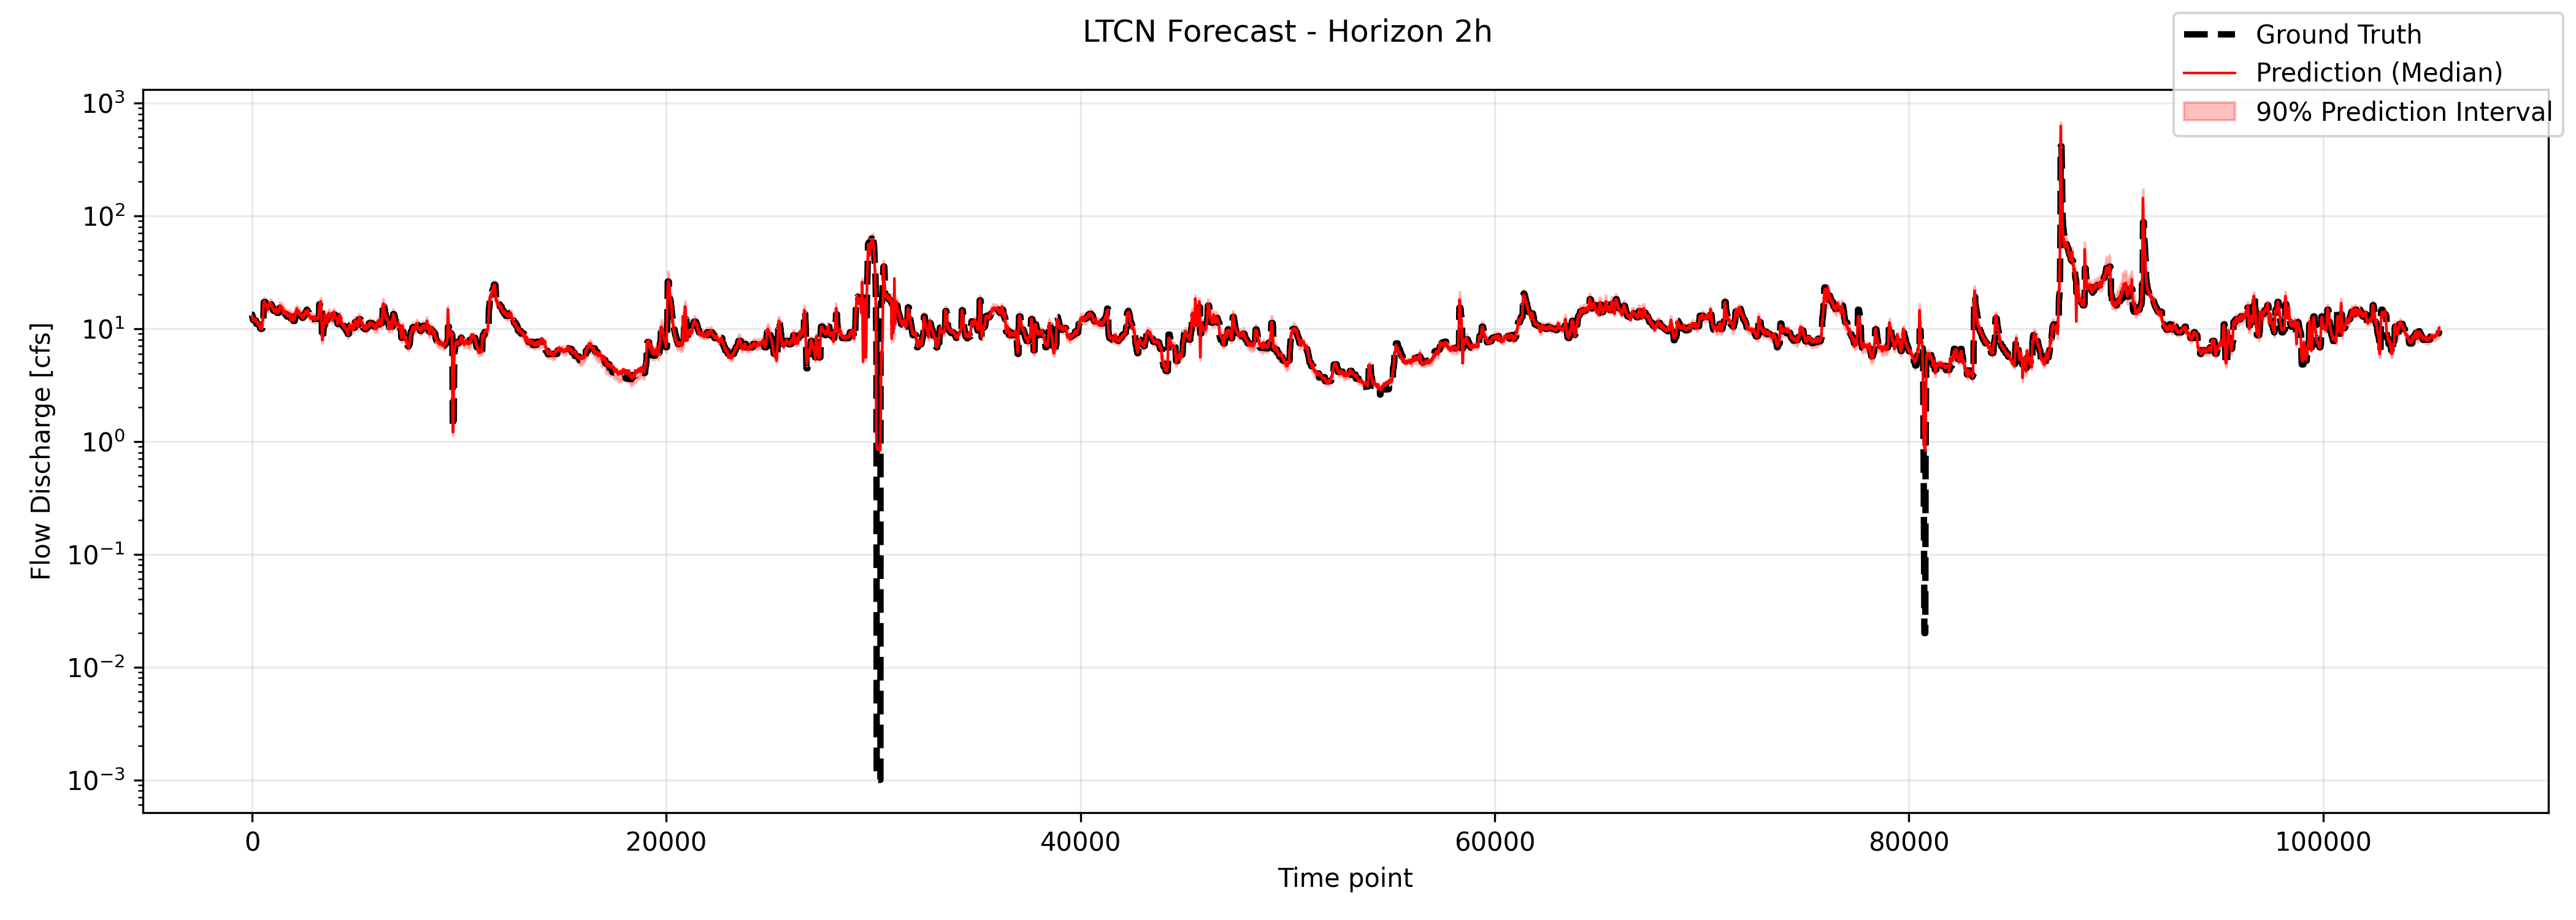 LTCN Forecast - Horizon 2h
Ground Truth
Prediction (Median)
90% Prediction Interval
Flow Discharge [cfs]
10³
10²
10¹
10⁰
10⁻¹
10⁻²
10⁻³
0 20000 40000 60000 80000 100000
Time point